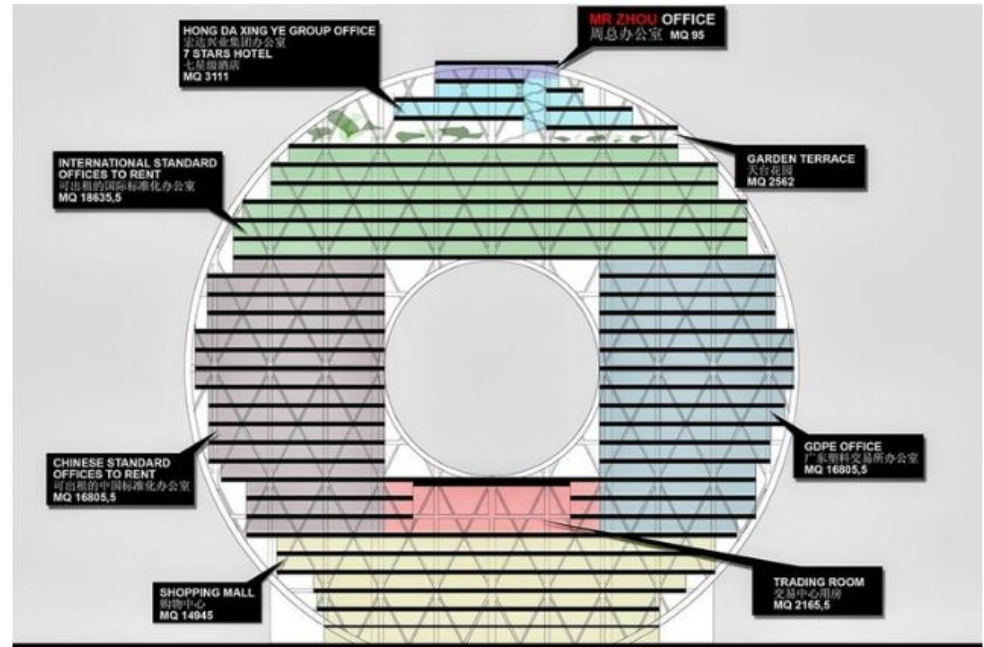 HONG DA XING YE GROUP OFFICE
宏达兴业集团办公室
7 STARS HOTEL
七星级酒店
MQ 3111
MR ZHOU OFFICE
周总办公室 MQ 95
INTERNATIONAL STANDARD
OFFICES TO RENT
可出租的国际标准化办公室
MQ 18635,5
GARDEN TERRACE
天台花园
MQ 2562
CHINESE STANDARD
OFFICES TO RENT
可出租的中国标准化办公室
MQ 16805,5
GDPE OFFICE
广东塑料交易所办公室
MQ 16805,5
SHOPPING MALL
购物中心
MQ 14945
TRADING ROOM
交易中心用房
MQ 2165,5